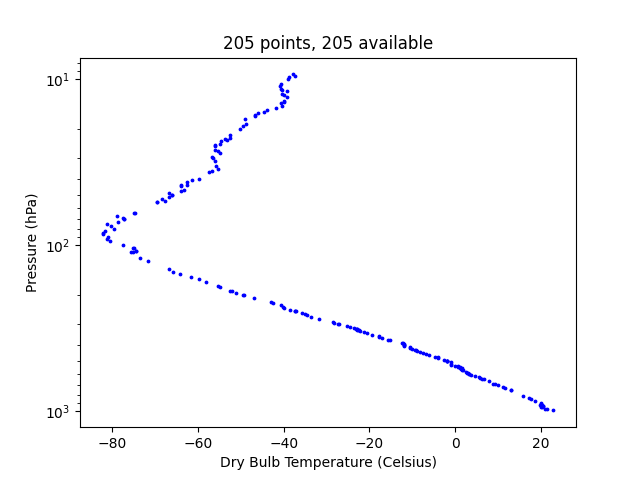 205 points, 205 available
10¹
10²
10³
Pressure (hPa)
−80 −60 −40 −20 0 20
Dry Bulb Temperature (Celsius)